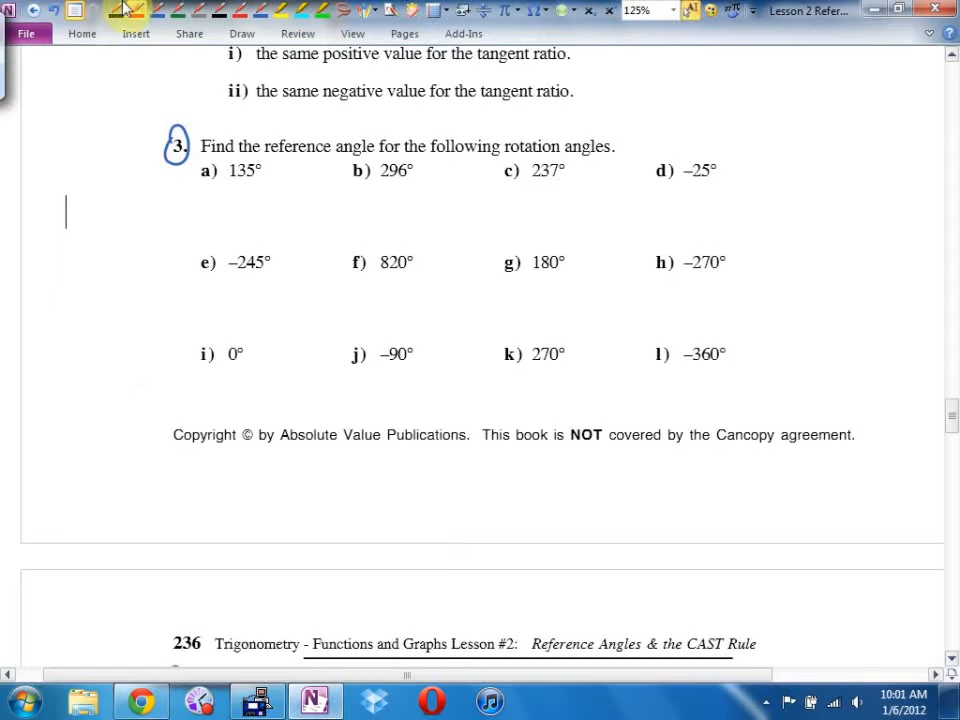 125%
Lesson 2 Refer...
File Home Insert Share Draw View Pages Add-Ins
i) the same positive value for the tangent ratio.
ii) the same negative value for the tangent ratio.
3. Find the reference angle for the following rotation angles.
a) 135° b) 296° c) 237° d) –25°
e) –245° f) 820° g) 180° h) –270°
i) 0° j) –90° k) 270° l) –360°
Copyright © by Absolute Value Publications. This book is NOT covered by the Cancopy agreement.
236 Trigonometry - Functions and Graphs Lesson #2: Reference Angles & the CAST Rule
10:01 AM
1/6/2012